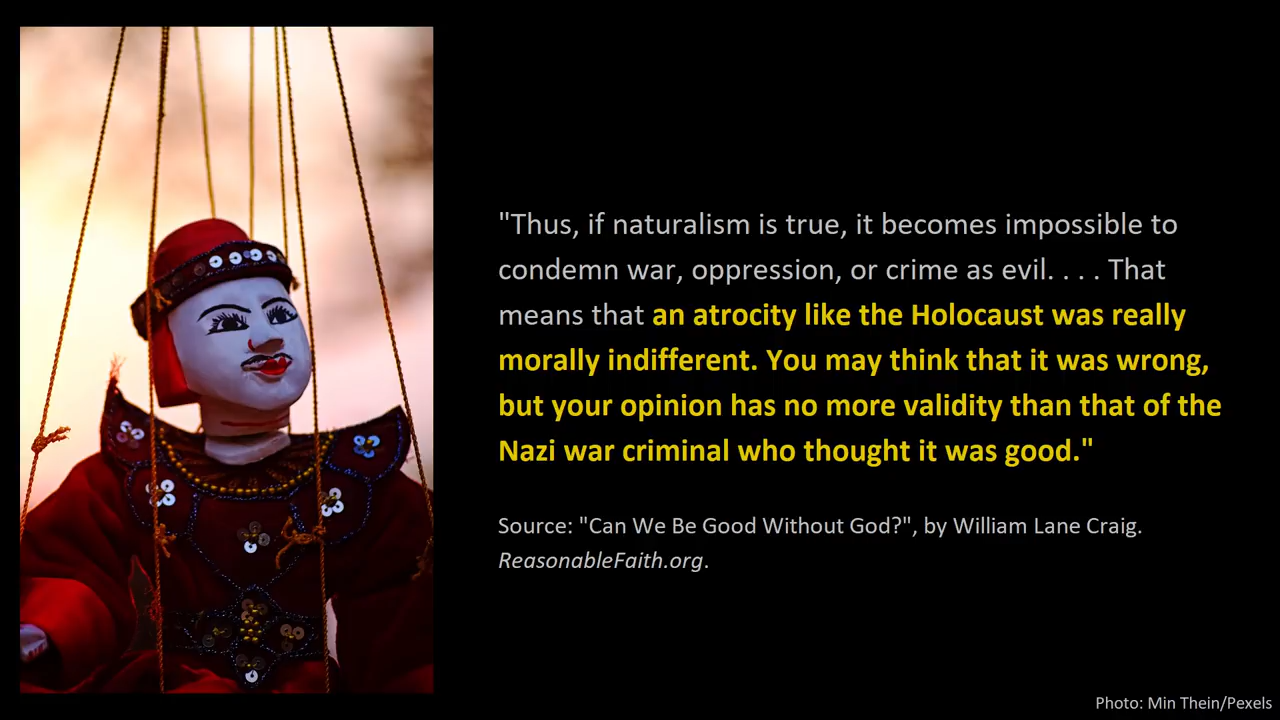 "Thus, if naturalism is true, it becomes impossible to
condemn war, oppression, or crime as evil. . . . That
means that an atrocity like the Holocaust was really
morally indifferent. You may think that it was wrong,
but your opinion has no more validity than that of the
Nazi war criminal who thought it was good."
Source: "Can We Be Good Without God?", by William Lane Craig.
ReasonableFaith.org.
Photo: Min Thein/Pexels